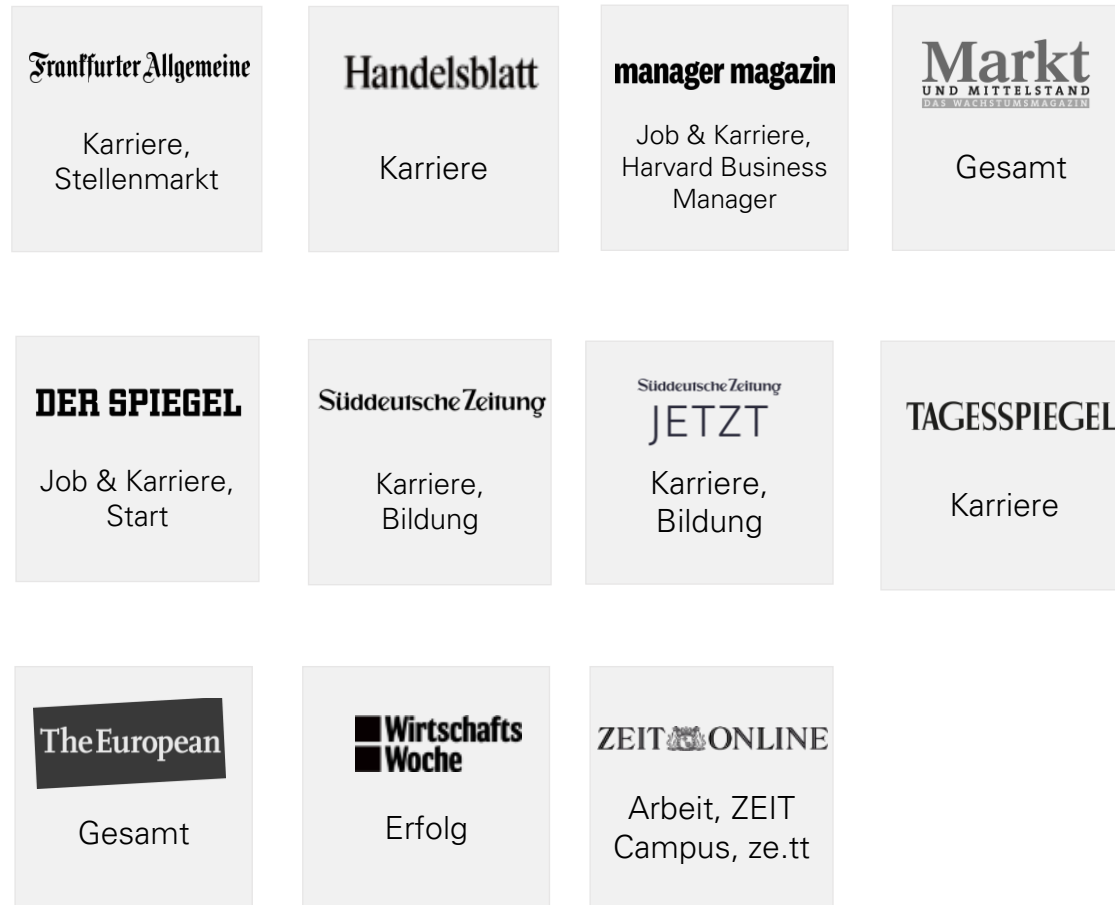 Frankfurter Allgemeine
Karriere,
Stellenmarkt
Handelsblatt
Karriere
manager magazin
Job & Karriere,
Harvard Business
Manager
Markt
UND MITTELSTAND
DAS WACHSTUMSMAGAZIN
Gesamt
DER SPIEGEL
Job & Karriere,
Start
Süddeutsche Zeitung
Karriere,
Bildung
Süddeutsche Zeitung
JETZT
Karriere,
Bildung
TAGESSPIEGEL
Karriere
The European
Gesamt
Wirtschafts
Woche
Erfolg
ZEIT ONLINE
Arbeit, ZEIT
Campus, ze.tt